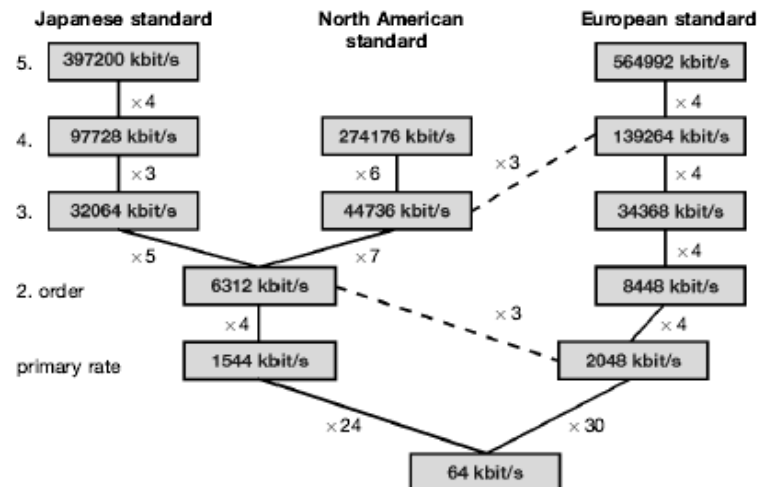 Japanese standard
North American
standard
European standard
5.
397200 kbit/s
564992 kbit/s
×4
×4
4.
97728 kbit/s
274176 kbit/s
139264 kbit/s
×3
×6
×3
×4
3.
32064 kbit/s
44736 kbit/s
34368 kbit/s
×5
×7
×4
2. order
6312 kbit/s
8448 kbit/s
×4
×3
×4
primary rate
1544 kbit/s
2048 kbit/s
×24
×30
64 kbit/s